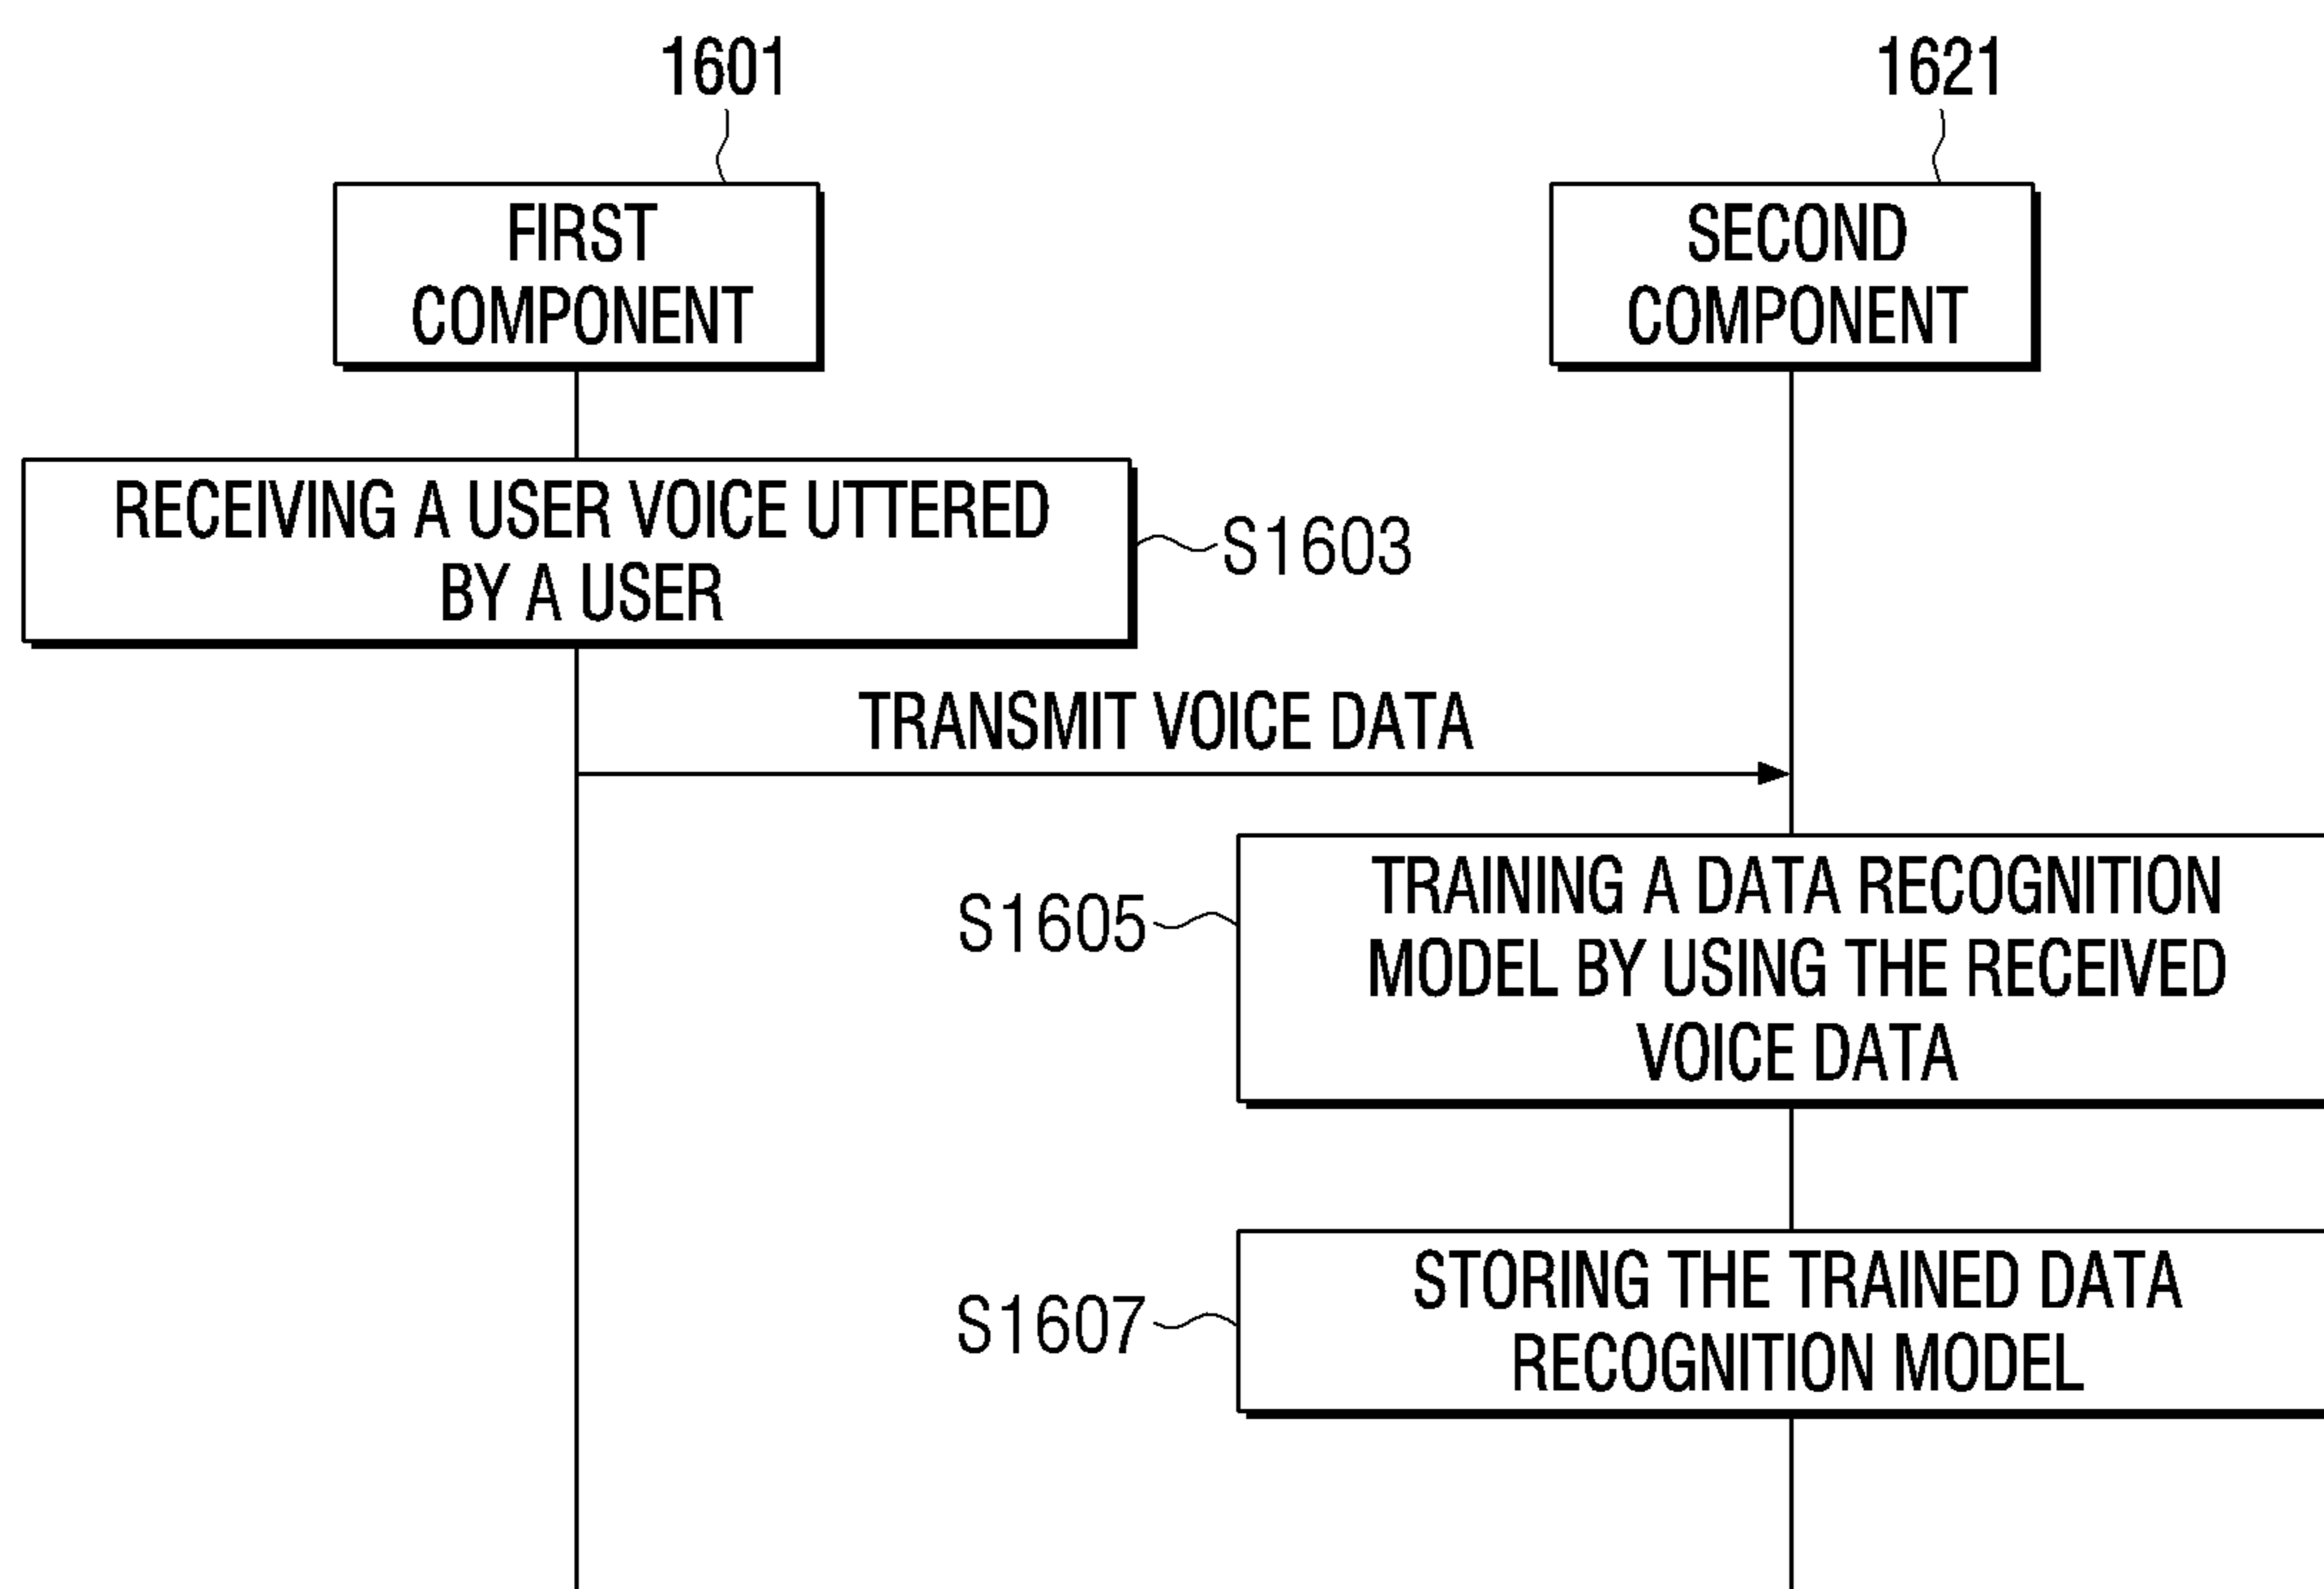 1601
1621
FIRST
COMPONENT
SECOND
COMPONENT
RECEIVING A USER VOICE UTTERED
BY A USER
S1603
TRANSMIT VOICE DATA
S1605
TRAINING A DATA RECOGNITION
MODEL BY USING THE RECEIVED
VOICE DATA
S1607
STORING THE TRAINED DATA
RECOGNITION MODEL